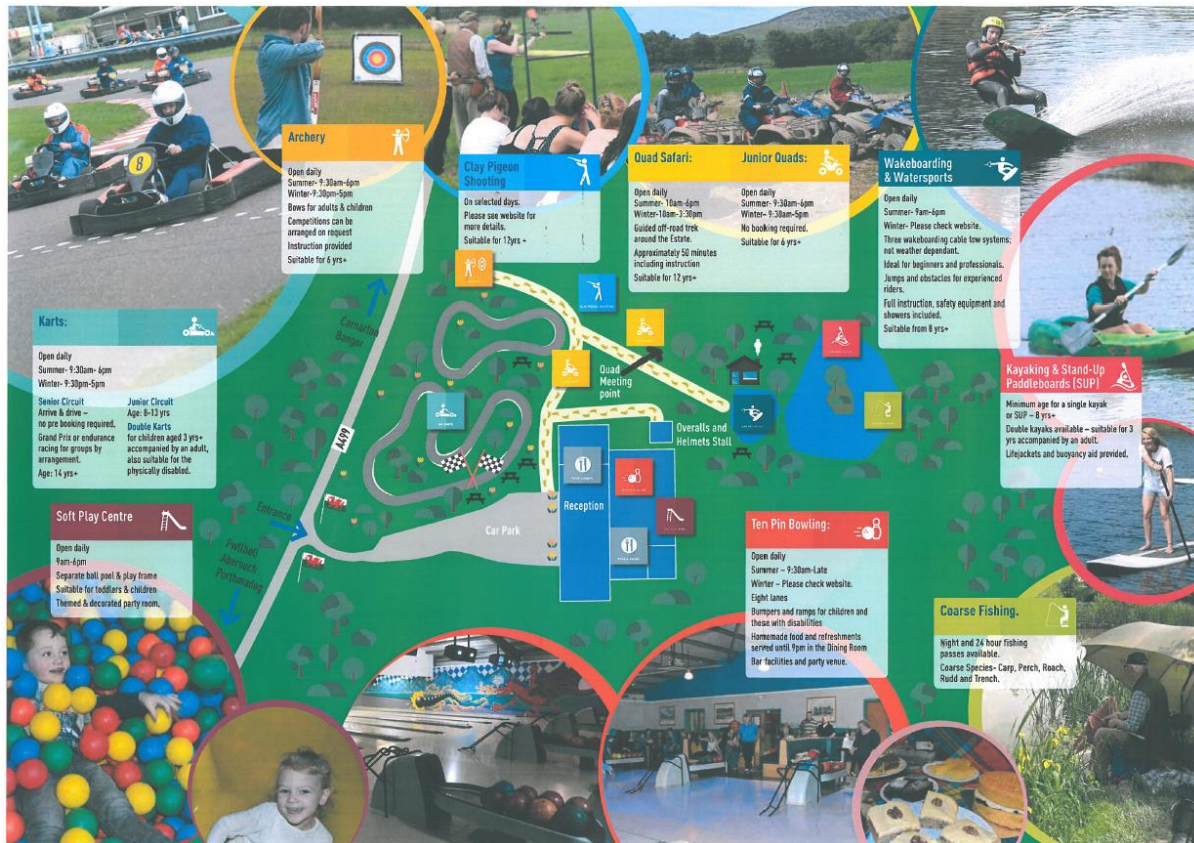 Archery
Open daily
Summer- 9:30am-6pm
Winter-9:30pm-5pm
Bows for adults & children
Competitions can be
arranged on request
Instruction provided
Suitable for 6 yrs+
Clay Pigeon
Shooting
On selected days.
Please see website for
more details.
Suitable for 12yrs +
Quad Safari:
Open daily
Summer- 10am-6pm
Winter-10am-3:30pm
Guided off-road trek
around the Estate.
Approximately 50 minutes
including instruction
Suitable for 12 yrs+
Junior Quads:
Open daily
Summer- 9:30am-6pm
Winter- 9:30am-5pm
No booking required.
Suitable for 6 yrs+
Wakeboarding
& Watersports
Open daily
Summer- 9am-6pm
Winter- Please check website.
Three wakeboarding cable tow systems;
not weather dependant.
Ideal for beginners and professionals.
Jumps and obstacles for experienced
riders,
Full instruction, safety equipment and
showers included.
Suitable from 8 yrs+
Karts:
Open daily
Summer- 9:30am- 6pm
Winter- 9:30pm-5pm
Senior Circuit
Arrive & drive –
no pre booking required,
Grand Prix or endurance
racing for groups by
arrangement.
Age: 14 yrs+
Junior Circuit
Age: 8-13 yrs
Double Karts
for children aged 3 yrs+
accompanied by an adult,
also suitable for the
physically disabled.
Kayaking & Stand-Up
Paddleboards (SUP)
Minimum age for a single kayak
or SUP – 8 yrs+
Double kayaks available – suitable for 3
yrs accompanied by an adult.
Lifejackets and buoyancy aid provided.
8
Carnarfon
Bangor
A499
Quad
Meeting
point
Overalls and
Helmets Stall
Reception
Car Park
Entrance
Pwllheli
Abersoch
Porthmadog
Soft Play Centre
Open daily
9am-6pm
Separate ball pool & play frame
Suitable for toddlers & children
Themed & decorated party room,
Ten Pin Bowling:
Open daily
Summer – 9:30am-Late
Winter – Please check website.
Eight lanes
Bumpers and ramps for children and
those with disabilities
Homemade food and refreshments
served until 9pm in the Dining Room
Bar facilities and party venue.
Coarse Fishing.
Night and 24 hour fishing
passes available.
Coarse Species- Carp, Perch, Roach,
Rudd and Trench.